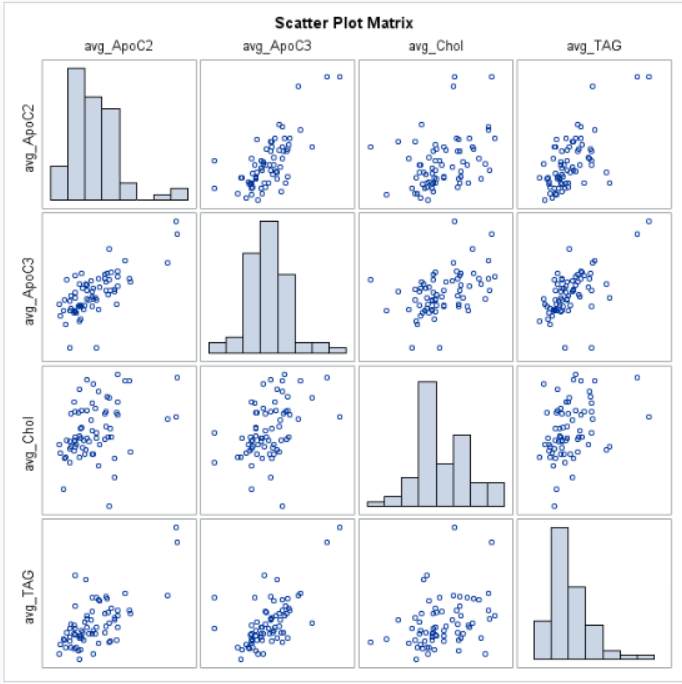 Scatter Plot Matrix
avg_ApoC2 avg_ApoC3 avg_Chol avg_TAG
avg_ApoC2
avg_ApoC3
avg_Chol
avg_TAG